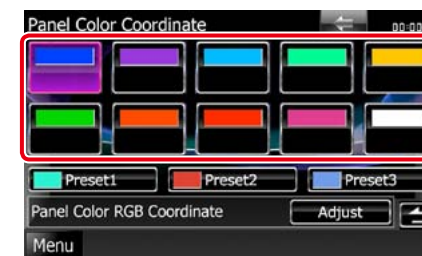 Panel Color Coordinate
Preset1 Preset2 Preset3
Panel Color RGB Coordinate Adjust
Menu